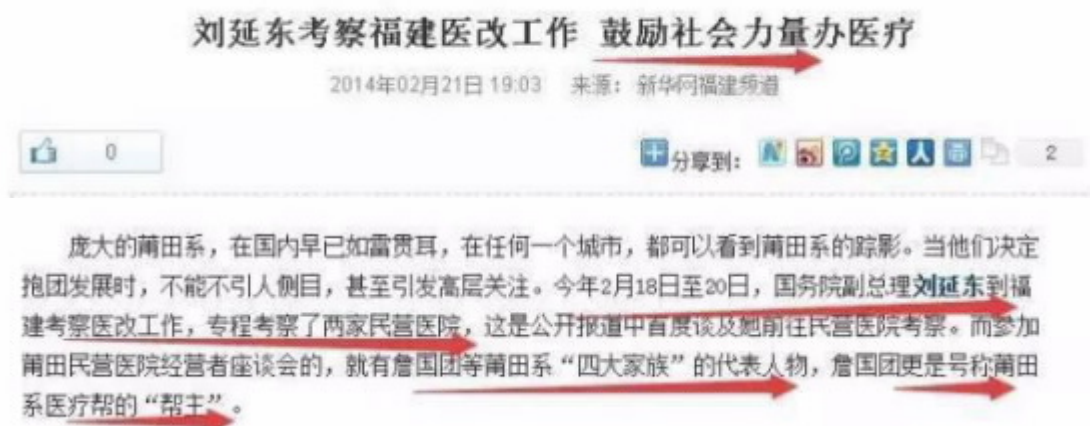 刘延东考察福建医改工作 鼓励社会力量办医疗
2014年02月21日 19:03 来源: 新华网福建频道
0
分享到:
2
庞大的莆田系，在国内早已如雷贯耳，在任何一个城市，都可以看到莆田系的踪影。当他们决定
抱团发展时，不能不引人侧目，甚至引发高层关注。今年2月18日至20日，国务院副总理刘延东到福
建考察医改工作，专程考察了两家民营医院，这是公开报道中首度谈及她前往民营医院考察。而参加
莆田民营医院经营者座谈会的，就有詹国团等莆田系“四大家族”的代表人物，詹国团更是号称莆田
系医疗帮的“帮主”。